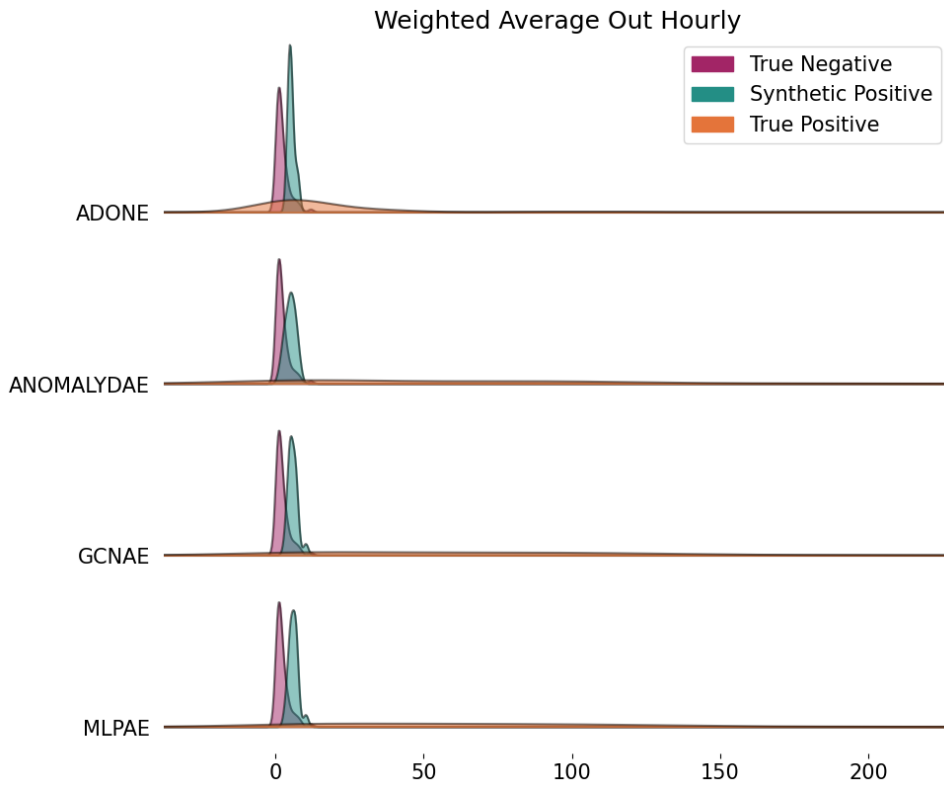 Weighted Average Out Hourly
True Negative
Synthetic Positive
True Positive
ADONE
ANOMALYDAE
GCNAE
MLPAE
0 50 100 150 200